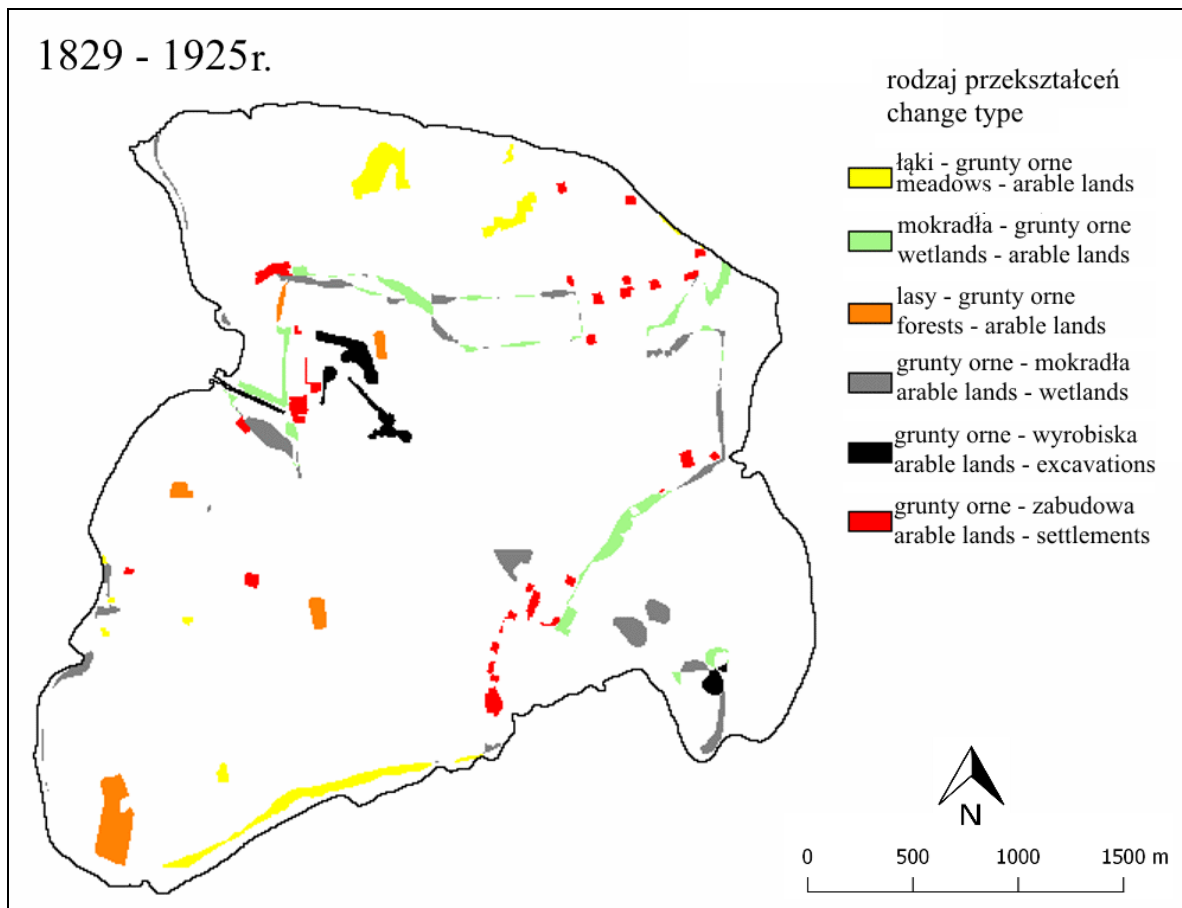 1829 - 1925r.
rodzaj przekształceń
change type
łąki - grunty orne
meadows - arable lands
mokradła - grunty orne
wetlands - arable lands
lasy - grunty orne
forests - arable lands
grunty orne - mokradła
arable lands - wetlands
grunty orne - wyrobiska
arable lands - excavations
grunty orne - zabudowa
arable lands - settlements
N
0 500 1000 1500 m